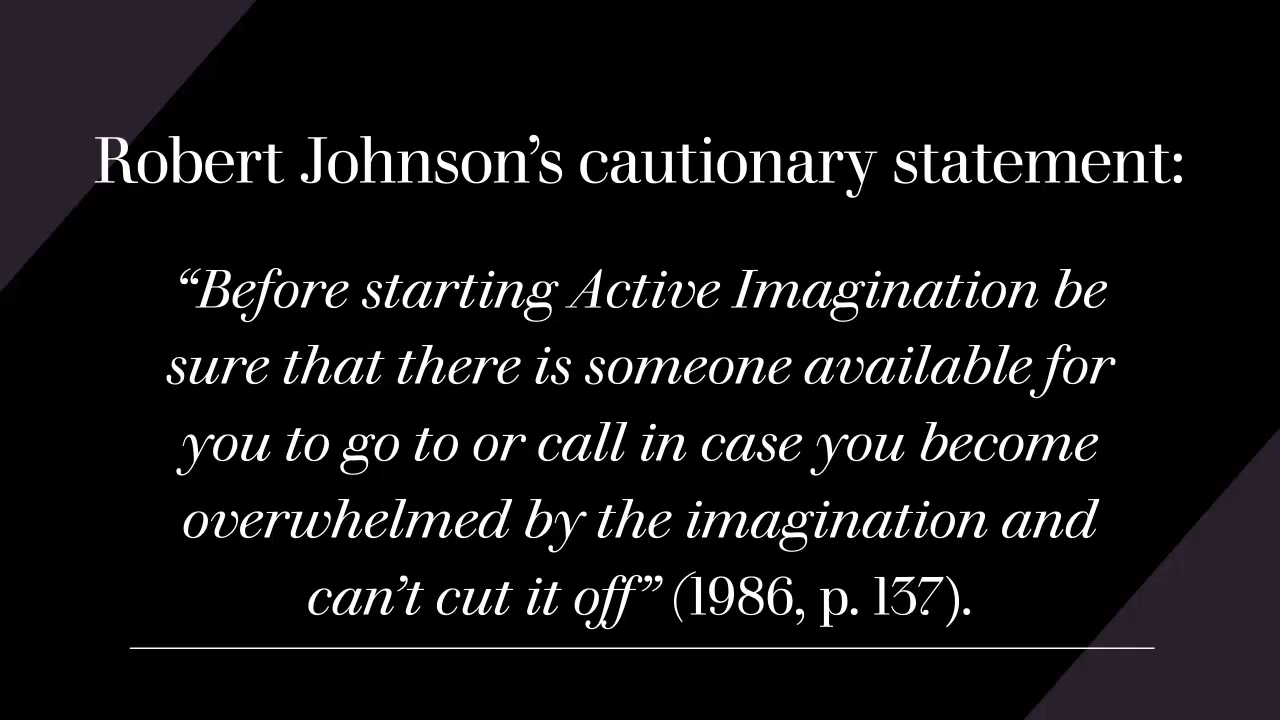 Robert Johnson’s cautionary statement:
“Before starting Active Imagination be
sure that there is someone available for
you to go to or call in case you become
overwhelmed by the imagination and
can’t cut it off” (1986, p. 137).